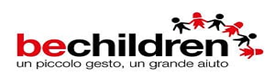 bechildren
un piccolo gesto, un grande aiuto